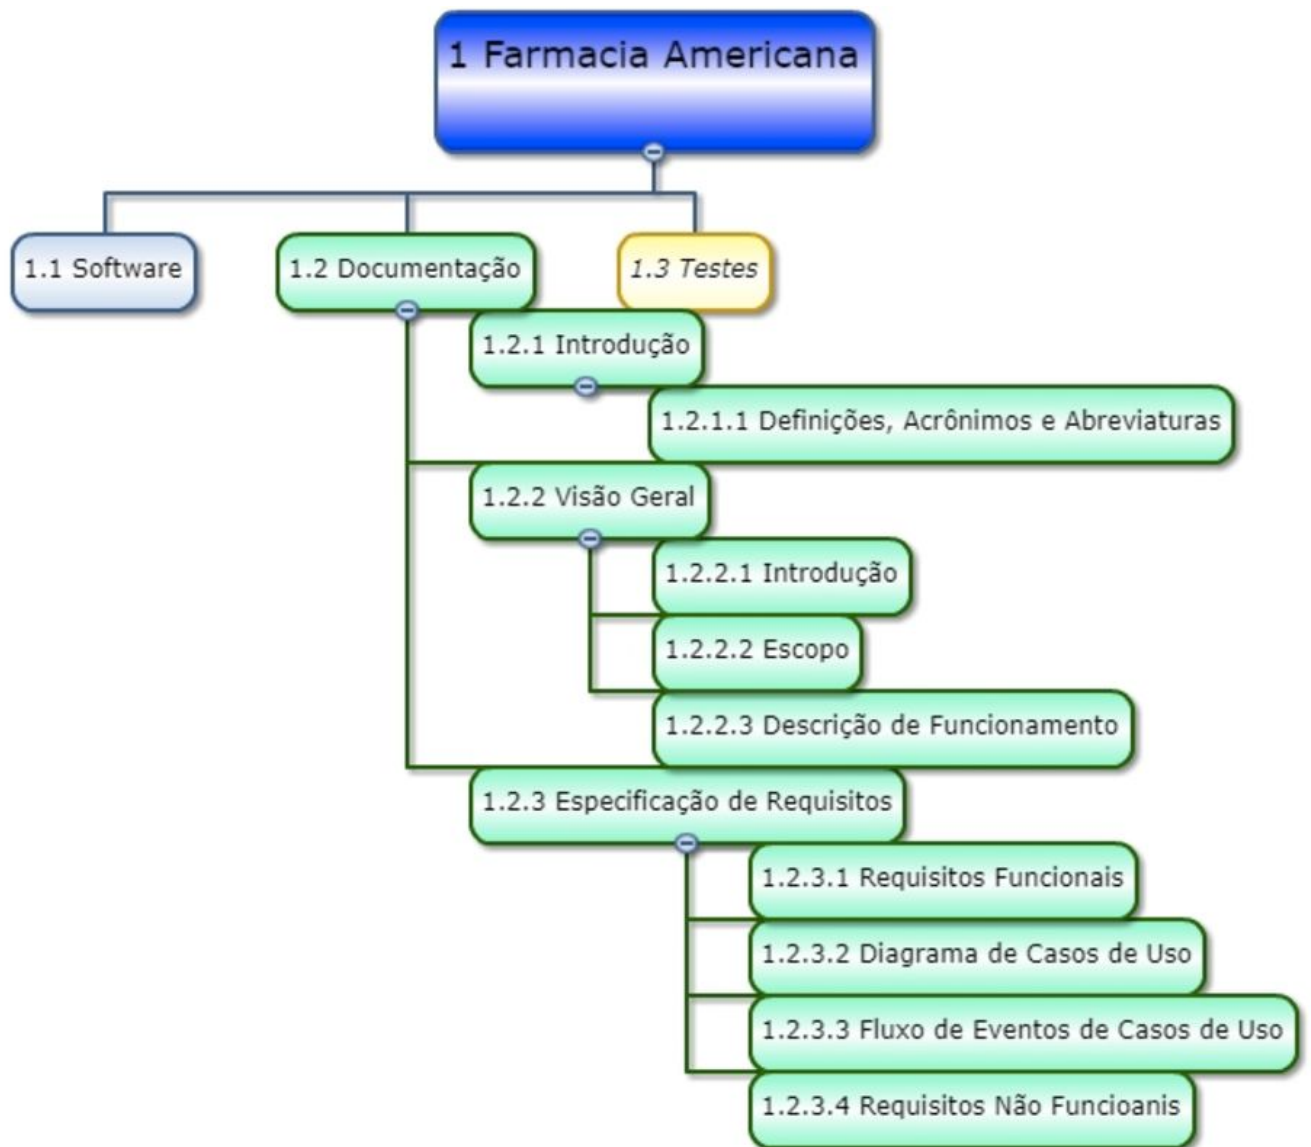 1 Farmacia Americana
1.1 Software
1.2 Documentação
1.3 Testes
1.2.1 Introdução
1.2.1.1 Definições, Acrônimos e Abreviaturas
1.2.2 Visão Geral
1.2.2.1 Introdução
1.2.2.2 Escopo
1.2.2.3 Descrição de Funcionamento
1.2.3 Especificação de Requisitos
1.2.3.1 Requisitos Funcionais
1.2.3.2 Diagrama de Casos de Uso
1.2.3.3 Fluxo de Eventos de Casos de Uso
1.2.3.4 Requisitos Não Funcioanis